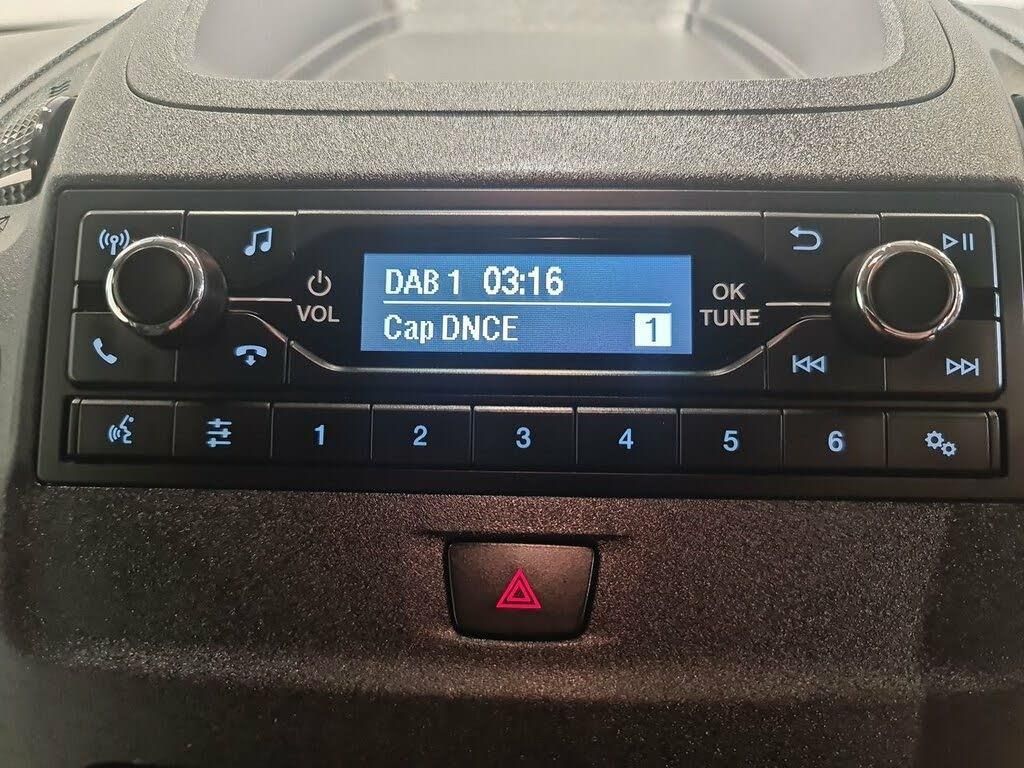 DAB 1 03:16
Cap DNCE 1
VOL
OK
TUNE
1 2 3 4 5 6